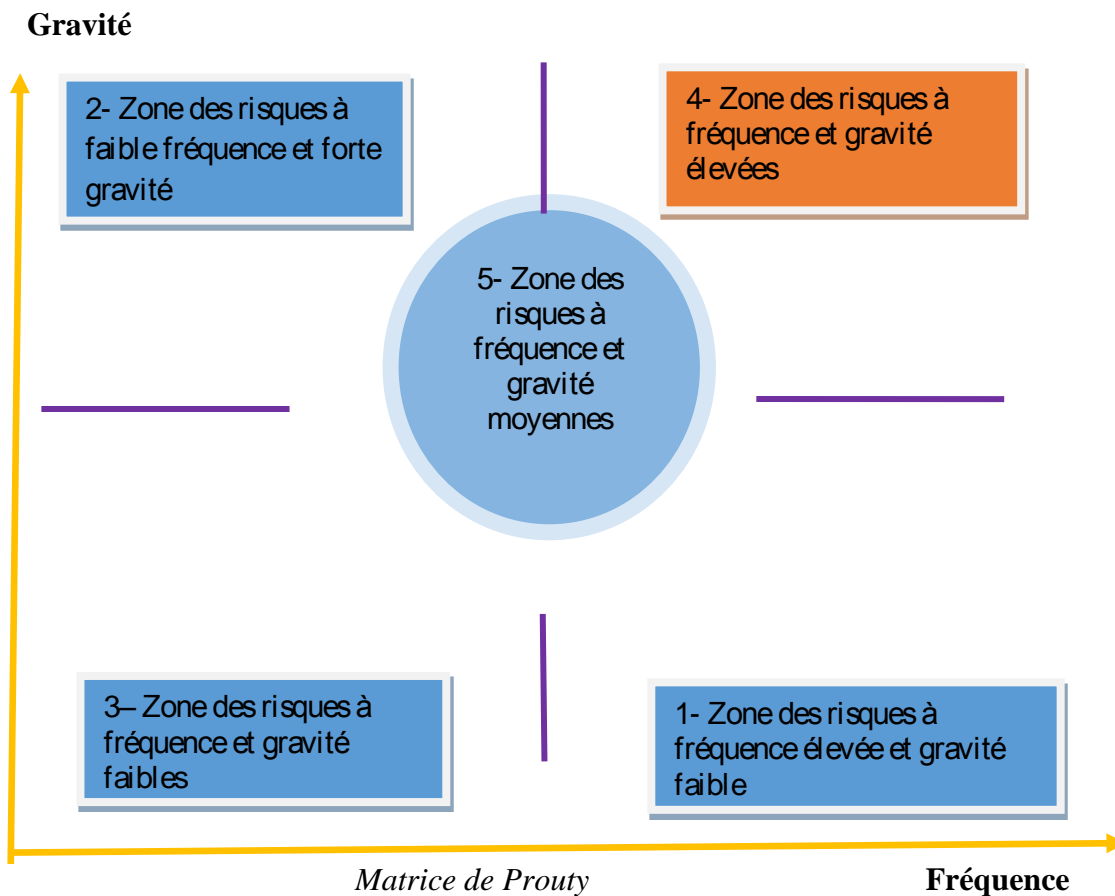 Gravité
2- Zone des risques à
faible fréquence et forte
gravité
4- Zone des risques à
fréquence et gravité
élevées
5- Zone des
risques à
fréquence et
gravité
moyennes
3– Zone des risques à
fréquence et gravité
faibles
1- Zone des risques à
fréquence élevée et gravité
faible
Matrice de Prouty
Fréquence